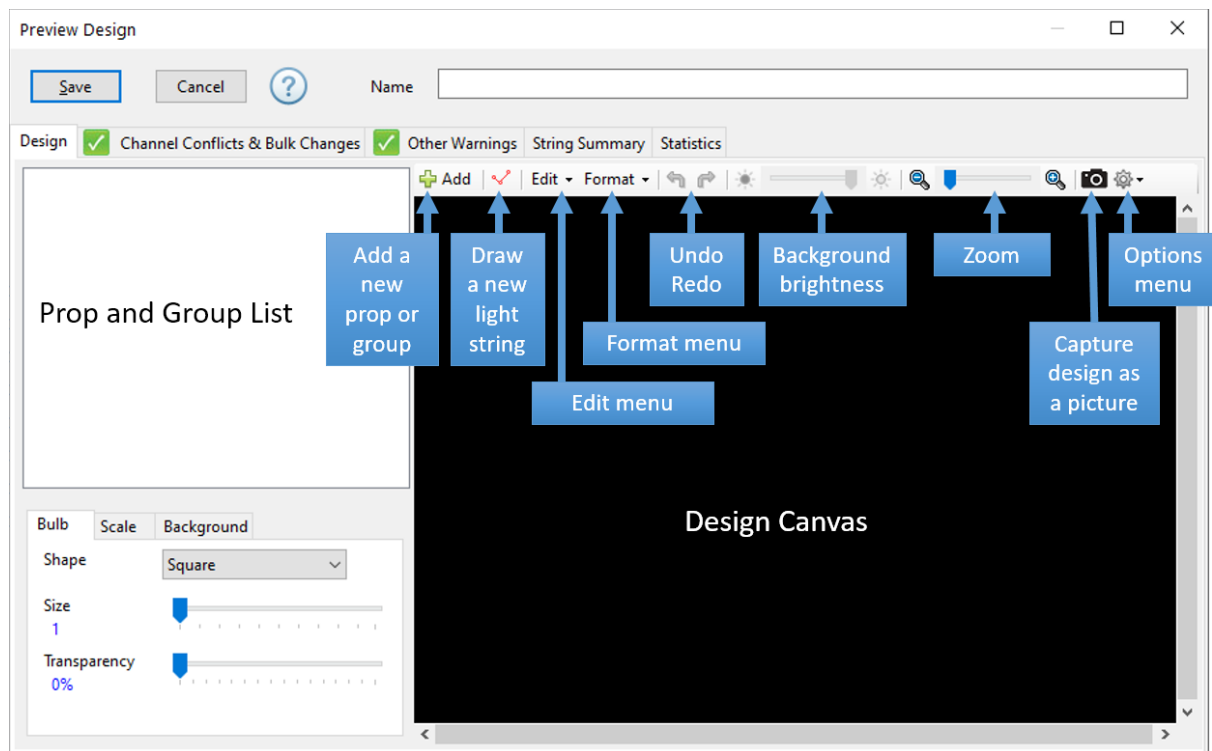 Preview Design
Save
Cancel
?
Name
Design
Channel Conflicts & Bulk Changes
Other Warnings
String Summary
Statistics
Add
Edit
Format
Add a
new
prop or
group
Draw
a new
light
string
Undo
Redo
Background
brightness
Zoom
Options
menu
Prop and Group List
Format menu
Capture
design as
a picture
Edit menu
Design Canvas
Bulb
Scale
Background
Shape
Square
Size
1
Transparency
0%